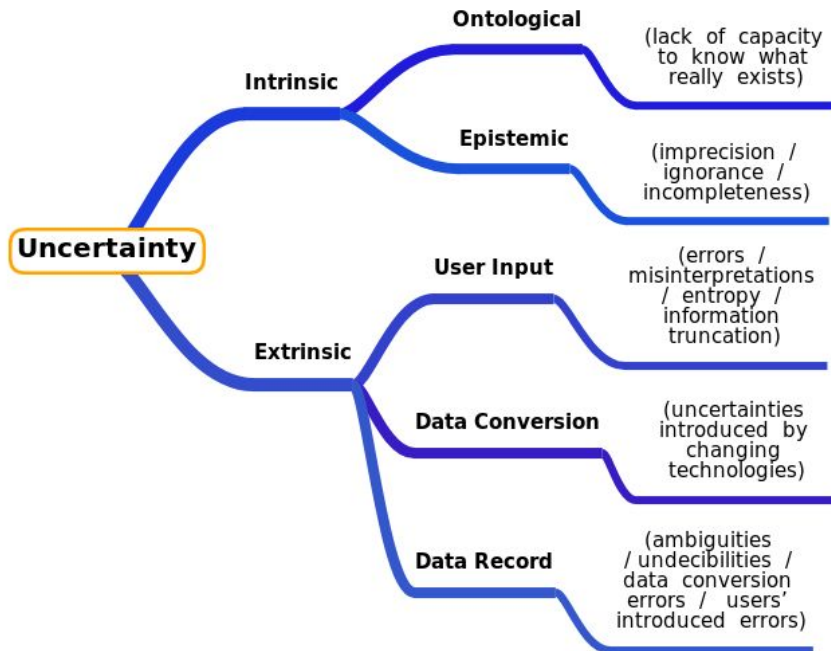 Uncertainty
Intrinsic
Ontological
(lack of capacity
to know what
really exists)
Epistemic
(imprecision /
ignorance /
incompleteness)
Extrinsic
User Input
(errors /
misinterpretations
/ entropy /
information
truncation)
Data Conversion
(uncertainties
introduced by
changing
technologies)
Data Record
(ambiguities
/ undecibilities /
data conversion
errors / users’
introduced errors)